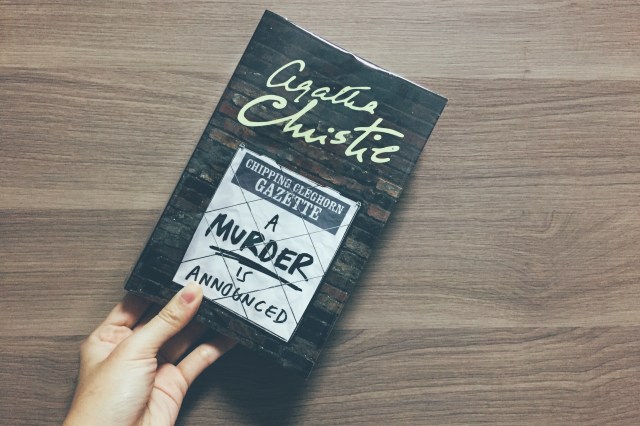 Agatha
Christie
CHIPPING CLEGHORN
GAZETTE
A
MURDER
IS
ANNOUNCED